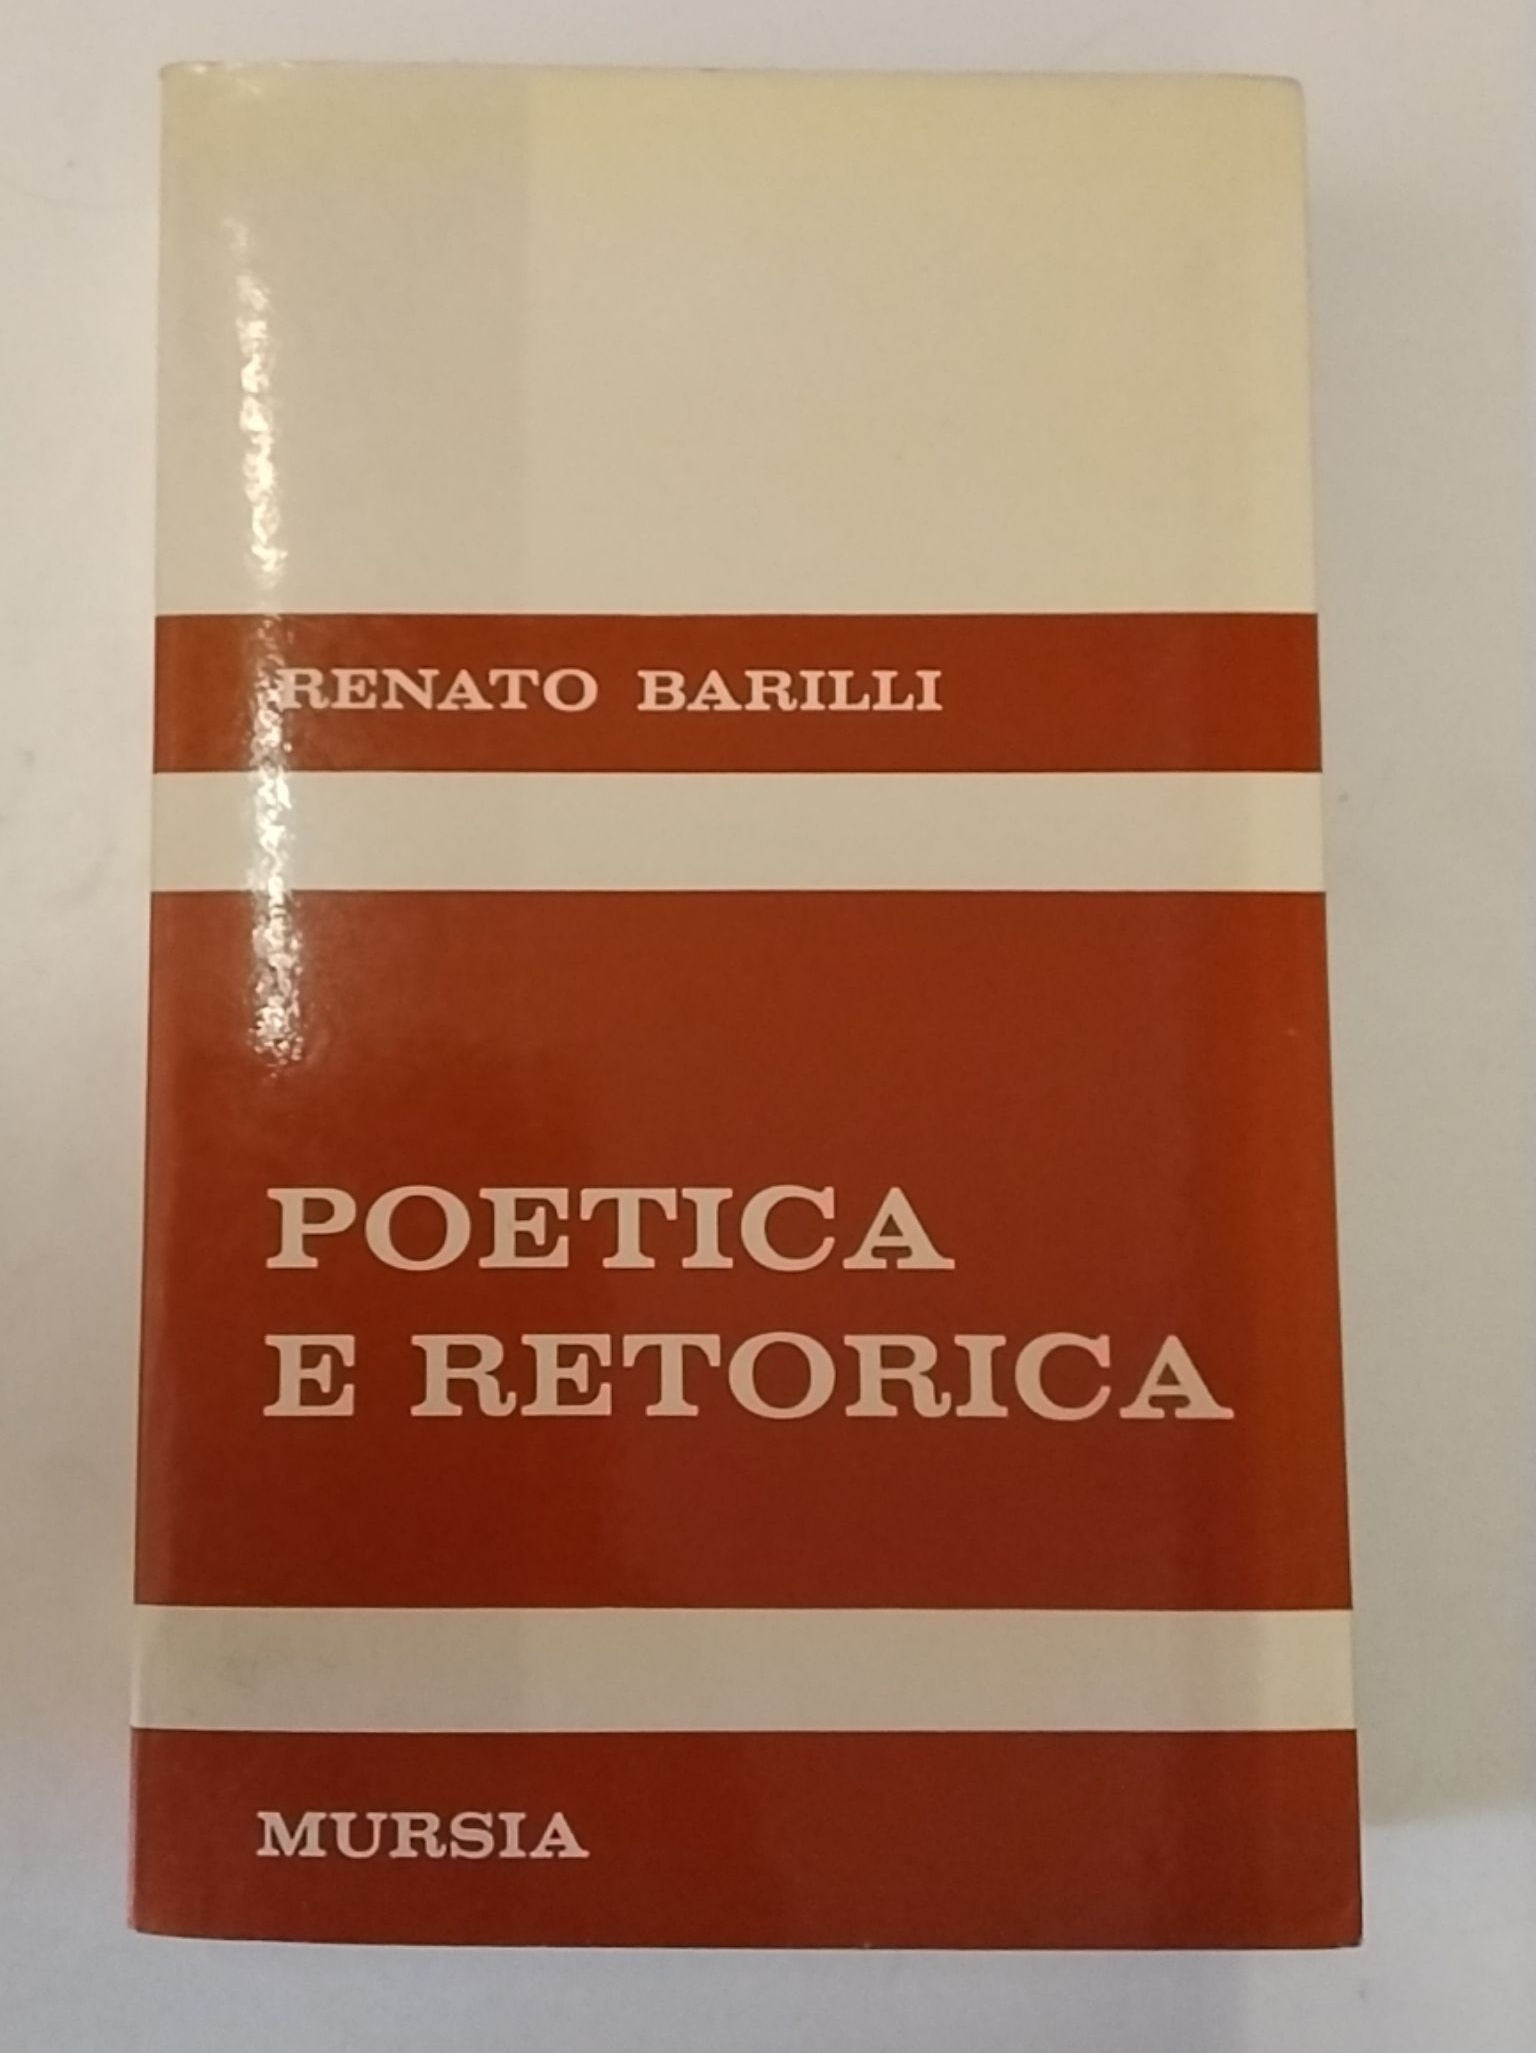 RENATO BARILLI
POETICA
E RETORICA
MURSIA